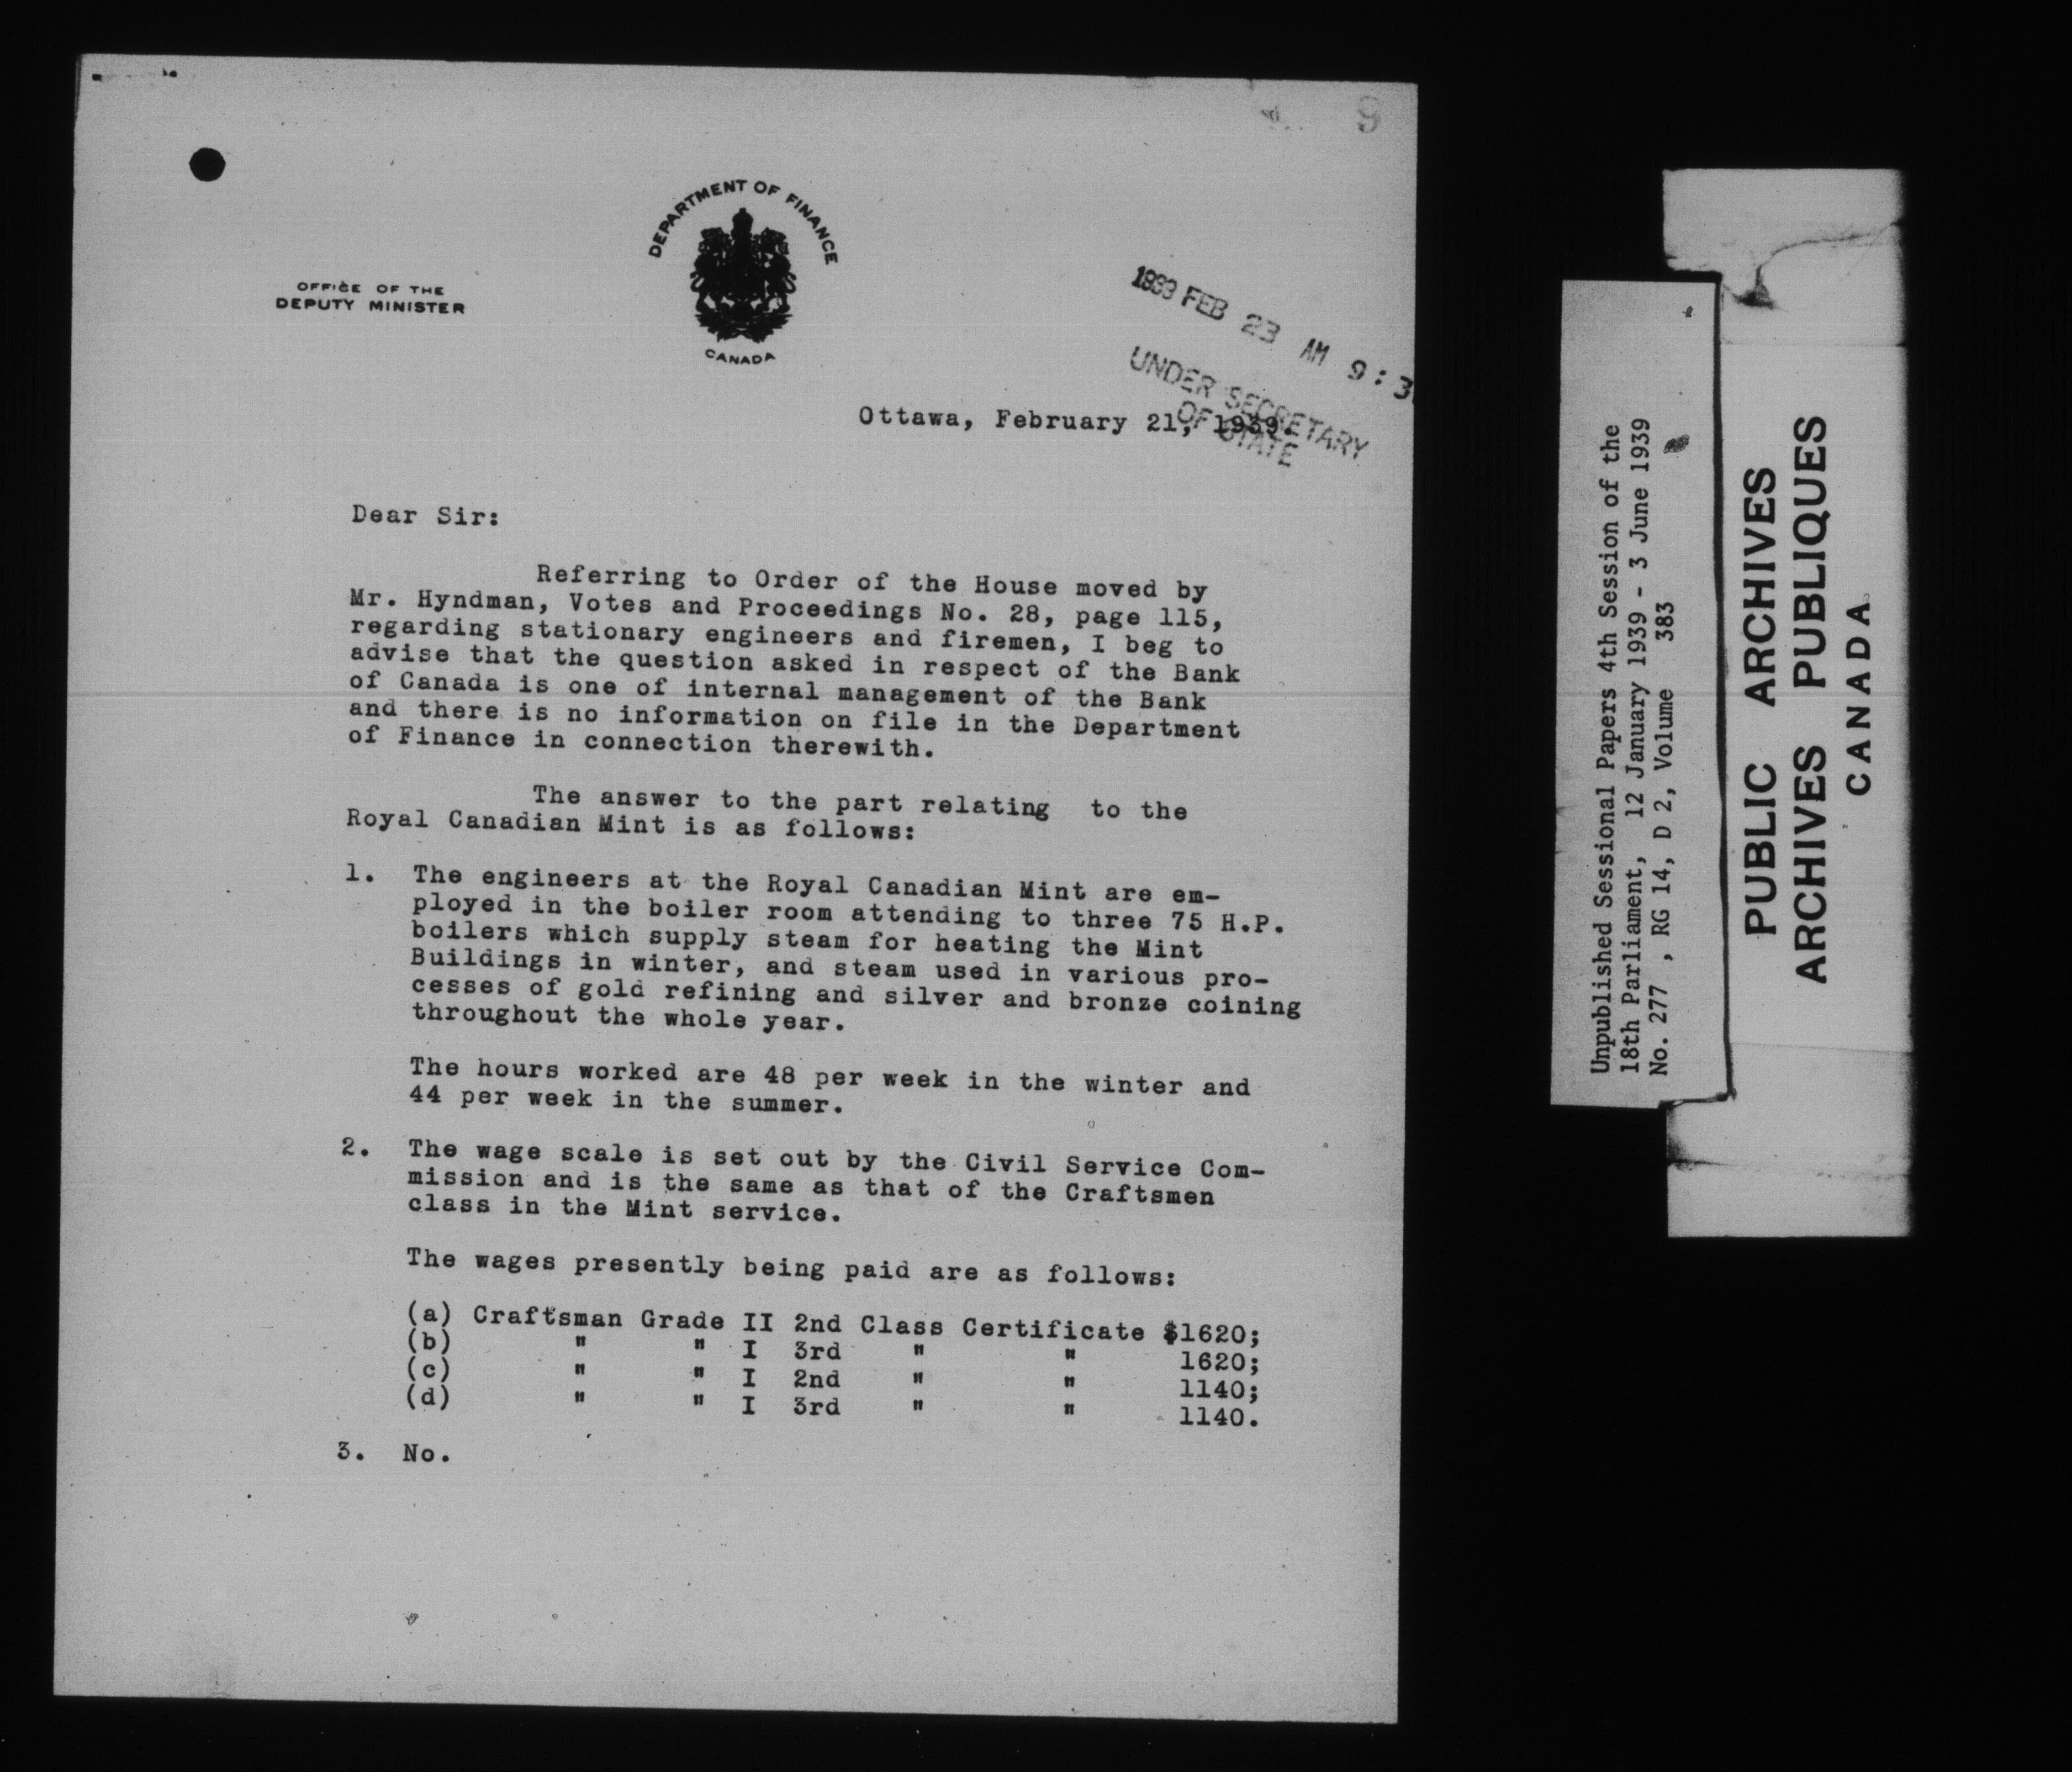 9
DEPARTMENT OF FINANCE
CANADA
OFFICE OF THE
DEPUTY MINISTER
1939 FEB 23 AM 9:3
UNDER SECRETARY
OF STATE
Ottawa, February 21, 1939.
Dear Sir:
Referring to Order of the House moved by
Mr. Hyndman, Votes and Proceedings No. 28, page 115,
regarding stationary engineers and firemen, I beg to
advise that the question asked in respect of the Bank
of Canada is one of internal management of the Bank
and there is no information on file in the Department
of Finance in connection therewith.
The answer to the part relating to the
Royal Canadian Mint is as follows:
1. The engineers at the Royal Canadian Mint are em-
ployed in the boiler room attending to three 75 H.P.
boilers which supply steam for heating the Mint
Buildings in winter, and steam used in various pro-
cesses of gold refining and silver and bronze coining
throughout the whole year.
The hours worked are 48 per week in the winter and
44 per week in the summer.
2. The wage scale is set out by the Civil Service Com-
mission and is the same as that of the Craftsmen
class in the Mint service.
The wages presently being paid are as follows:
(a) Craftsman Grade II 2nd Class Certificate $1620;
(b) " " I 3rd " " 1620;
(c) " " I 2nd " " 1140;
(d) " " I 3rd " " 1140.
3. No.
Unpublished Sessional Papers 4th Session of the
18th Parliament, 12 January 1939 - 3 June 1939
No. 277 , RG 14, D 2, Volume 383
PUBLIC ARCHIVES
ARCHIVES PUBLIQUES
CANADA